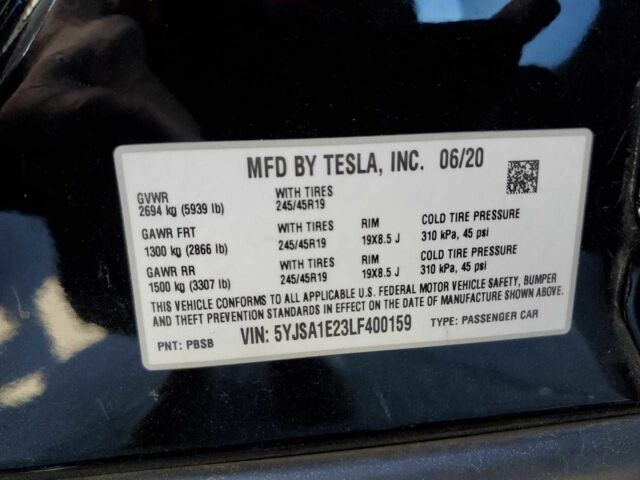 MFD BY TESLA, INC. 06/20
GVWR
2694 kg (5939 lb)
WITH TIRES
245/45R19
GAWR FRT
1300 kg (2866 lb)
WITH TIRES
245/45R19
RIM
19X8.5 J
COLD TIRE PRESSURE
310 kPa, 45 psi
GAWR RR
1500 kg (3307 lb)
WITH TIRES
245/45R19
RIM
19X8.5 J
COLD TIRE PRESSURE
310 kPa, 45 psi
THIS VEHICLE CONFORMS TO ALL APPLICABLE U.S. FEDERAL MOTOR VEHICLE SAFETY, BUMPER
AND THEFT PREVENTION STANDARDS IN EFFECT ON THE DATE OF MANUFACTURE SHOWN ABOVE.
PNT: PBSB
VIN: 5YJSA1E23LF400159
TYPE: PASSENGER CAR